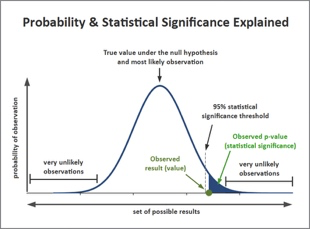 Probability & Statistical Significance Explained
True value under the null hypothesis
and most likely observation
probability of observation
95% statistical
significance threshold
Observed p-value
(statistical significance)
very unlikely
observations
Observed
result (value)
very unlikely
observations
set of possible results